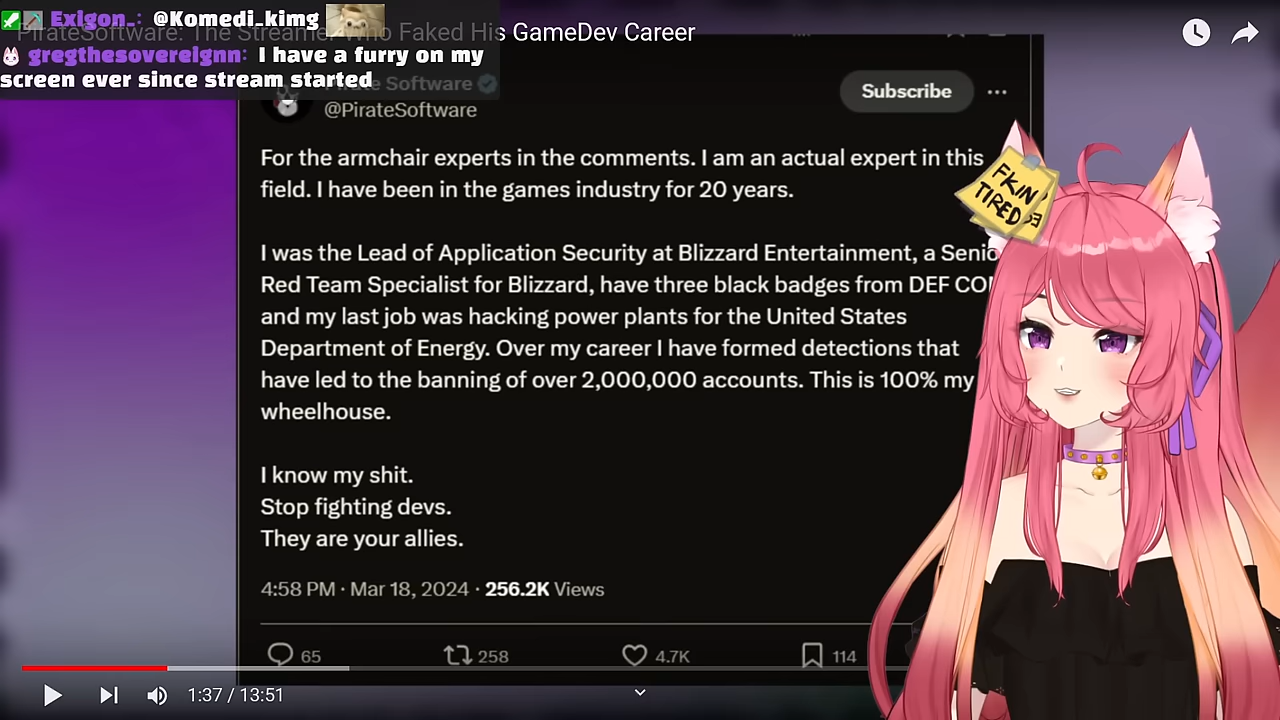 Exigon_: @Komedi_kimg
PirateSoftware: The Streamer Who Faked His GameDev Career
gregthesovereignn: I have a furry on my
screen ever since stream started
Pirate Software
@PirateSoftware
Subscribe
For the armchair experts in the comments. I am an actual expert in this
field. I have been in the games industry for 20 years.
I was the Lead of Application Security at Blizzard Entertainment, a Senio
Red Team Specialist for Blizzard, have three black badges from DEF CO
and my last job was hacking power plants for the United States
Department of Energy. Over my career I have formed detections that
have led to the banning of over 2,000,000 accounts. This is 100% my
wheelhouse.
I know my shit.
Stop fighting devs.
They are your allies.
4:58 PM · Mar 18, 2024 · 256.2K Views
65 258 4.7K 114
1:37 / 13:51
FKIN
TIRED